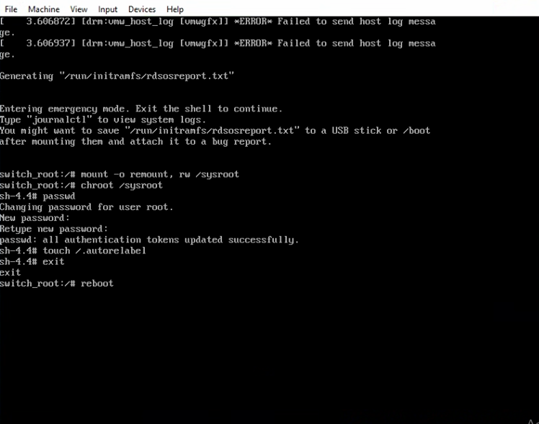 File Machine View Input Devices Help
[    3.606872] [drm:vmw_host_log [vmwgfx]] *ERROR* Failed to send host log messa
ge.
[    3.606937] [drm:vmw_host_log [vmwgfx]] *ERROR* Failed to send host log messa
ge.
Generating "/run/initramfs/rdsosreport.txt"
Entering emergency mode. Exit the shell to continue.
Type "journalctl" to view system logs.
You might want to save "/run/initramfs/rdsosreport.txt" to a USB stick or /boot
after mounting them and attach it to a bug report.
switch_root:/# mount -o remount, rw /sysroot
switch_root:/# chroot /sysroot
sh-4.4# passwd
Changing password for user root.
New password:
Retype new password:
passwd: all authentication tokens updated successfully.
sh-4.4# touch /.autorelabel
sh-4.4# exit
exit
switch_root:/# reboot